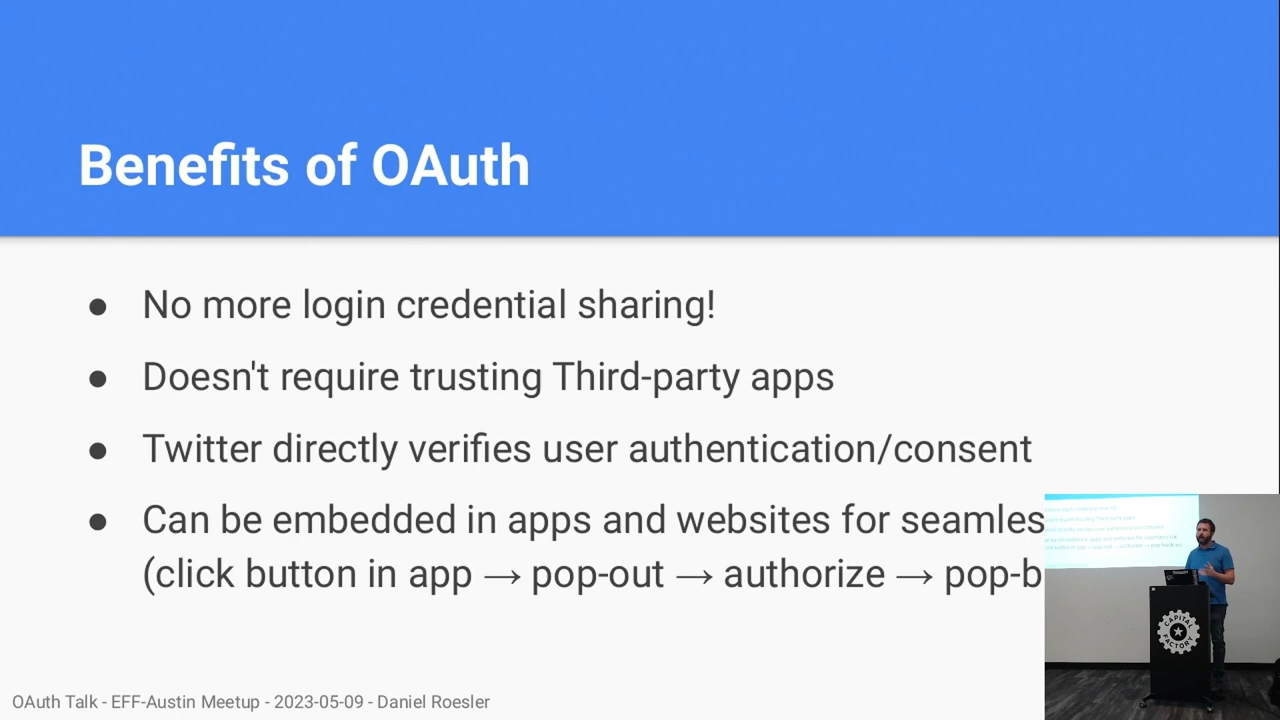 Benefits of OAuth
● No more login credential sharing!
● Doesn't require trusting Third-party apps
● Twitter directly verifies user authentication/consent
● Can be embedded in apps and websites for seamles
(click button in app → pop-out → authorize → pop-b
CAPITAL
FACTORY
OAuth Talk - EFF-Austin Meetup - 2023-05-09 - Daniel Roesler